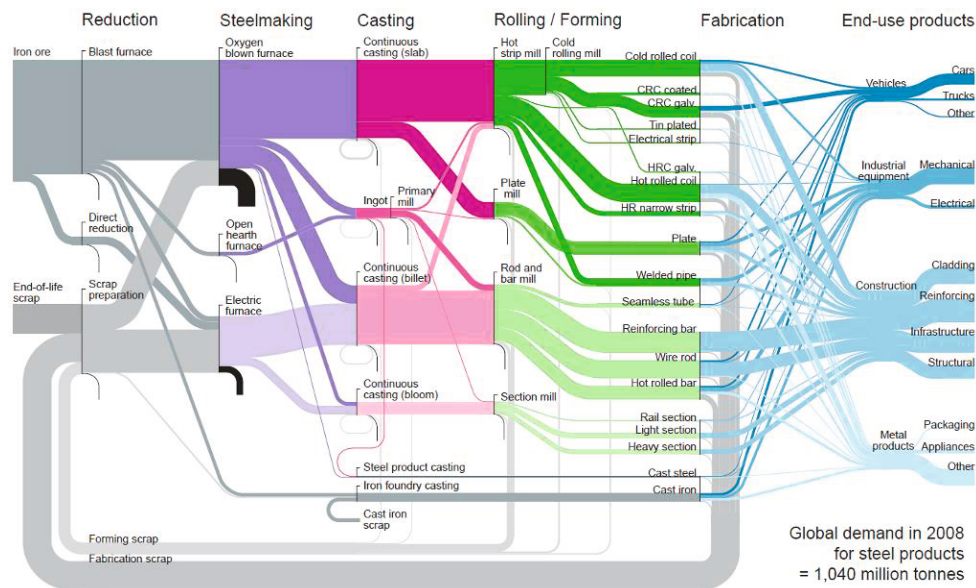 Reduction
Steelmaking
Casting
Rolling / Forming
Fabrication
End-use products
Iron ore
Blast furnace
Oxygen
blown furnace
Continuous
casting (slab)
Hot
strip mill
Cold
rolling mill
Cold rolled coil
CRC coated
CRC galv.
Tin plated
Electrical strip
HRC galv.
Hot rolled coil
HR narrow strip
Vehicles
Cars
Trucks
Other
Industrial
equipment
Mechanical
Electrical
Direct
reduction
Open
hearth
furnace
Ingot
Primary
mill
Plate
mill
Plate
Welded pipe
Seamless tube
End-of-life
scrap
Scrap
preparation
Electric
furnace
Continuous
casting (billet)
Rod and
bar mill
Reinforcing bar
Wire rod
Hot rolled bar
Construction
Cladding
Reinforcing
Infrastructure
Structural
Continuous
casting (bloom)
Section mill
Rail section
Light section
Heavy section
Metal
products
Packaging
Appliances
Other
Steel product casting
Cast steel
Iron foundry casting
Cast iron
Cast iron
scrap
Forming scrap
Fabrication scrap
Global demand in 2008
for steel products
= 1,040 million tonnes